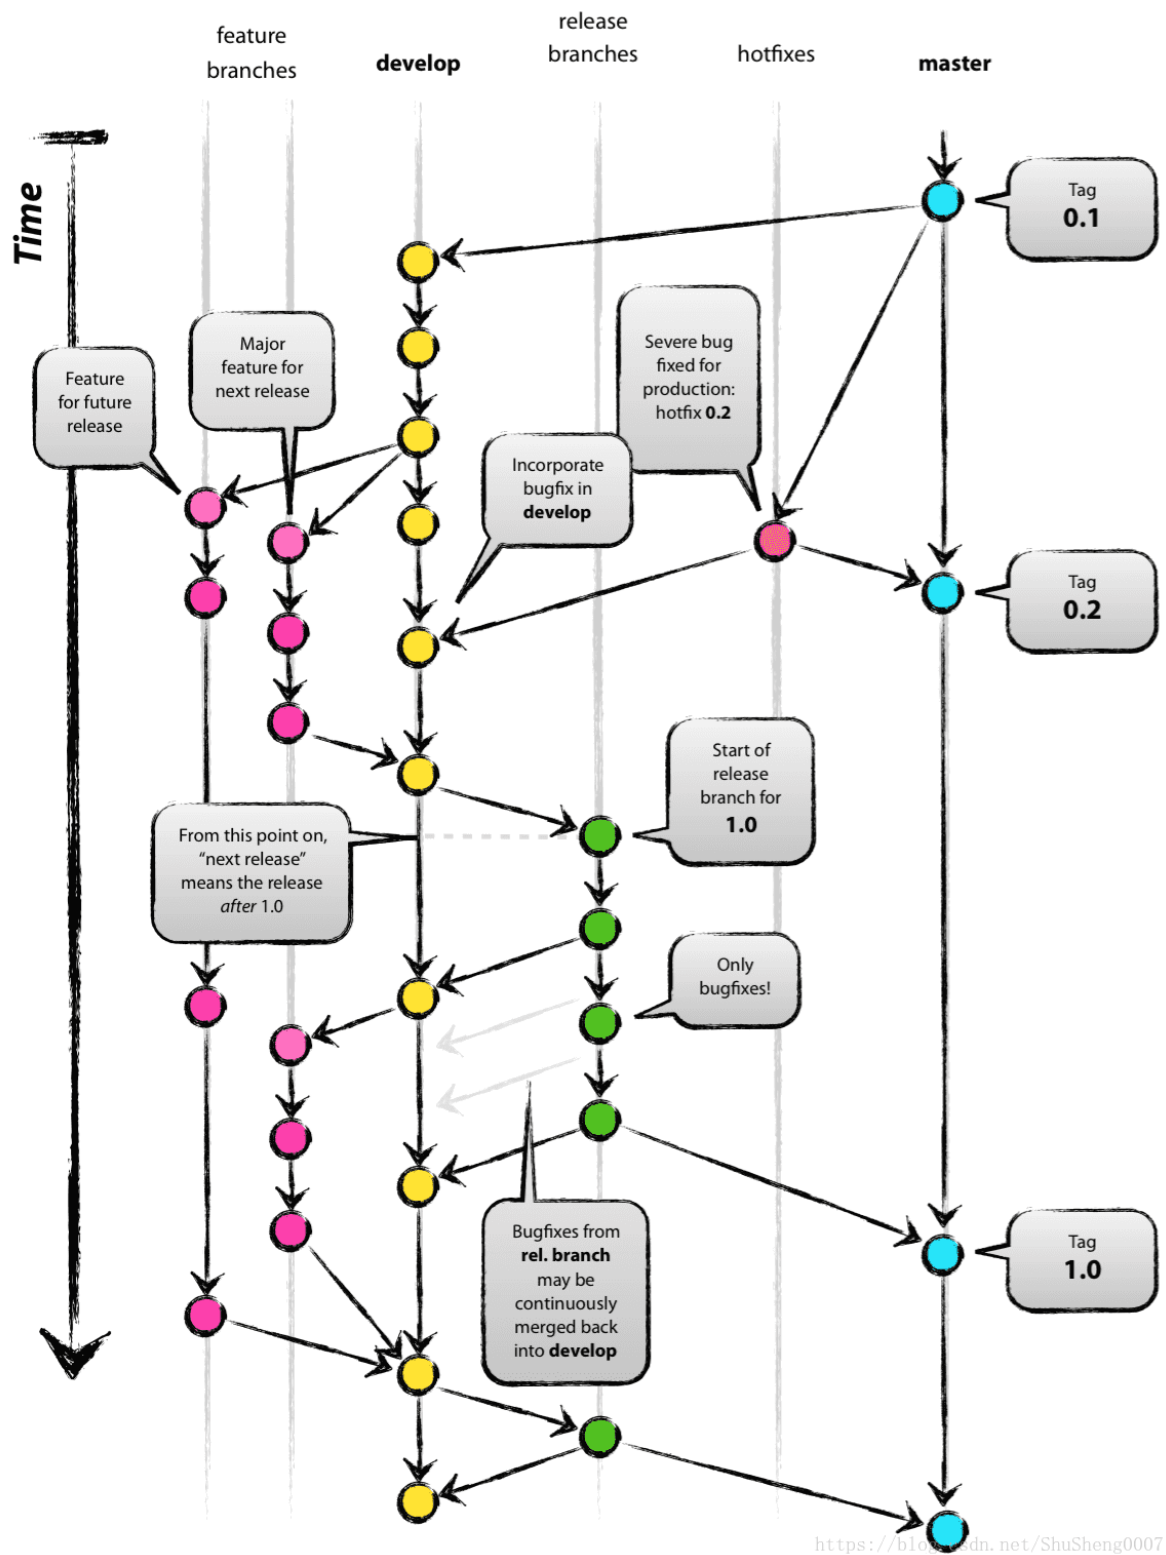 feature
branches
develop
release
branches
hotfixes
master
Time
Tag
0.1
Severe bug
fixed for
production:
hotfix 0.2
Major
feature for
next release
Feature
for future
release
Incorporate
bugfix in
develop
Tag
0.2
Start of
release
branch for
1.0
From this point on,
“next release”
means the release
after 1.0
Only
bugfixes!
Bugfixes from
rel. branch
may be
continuously
merged back
into develop
Tag
1.0
https://blog.csdn.net/ShuSheng0007